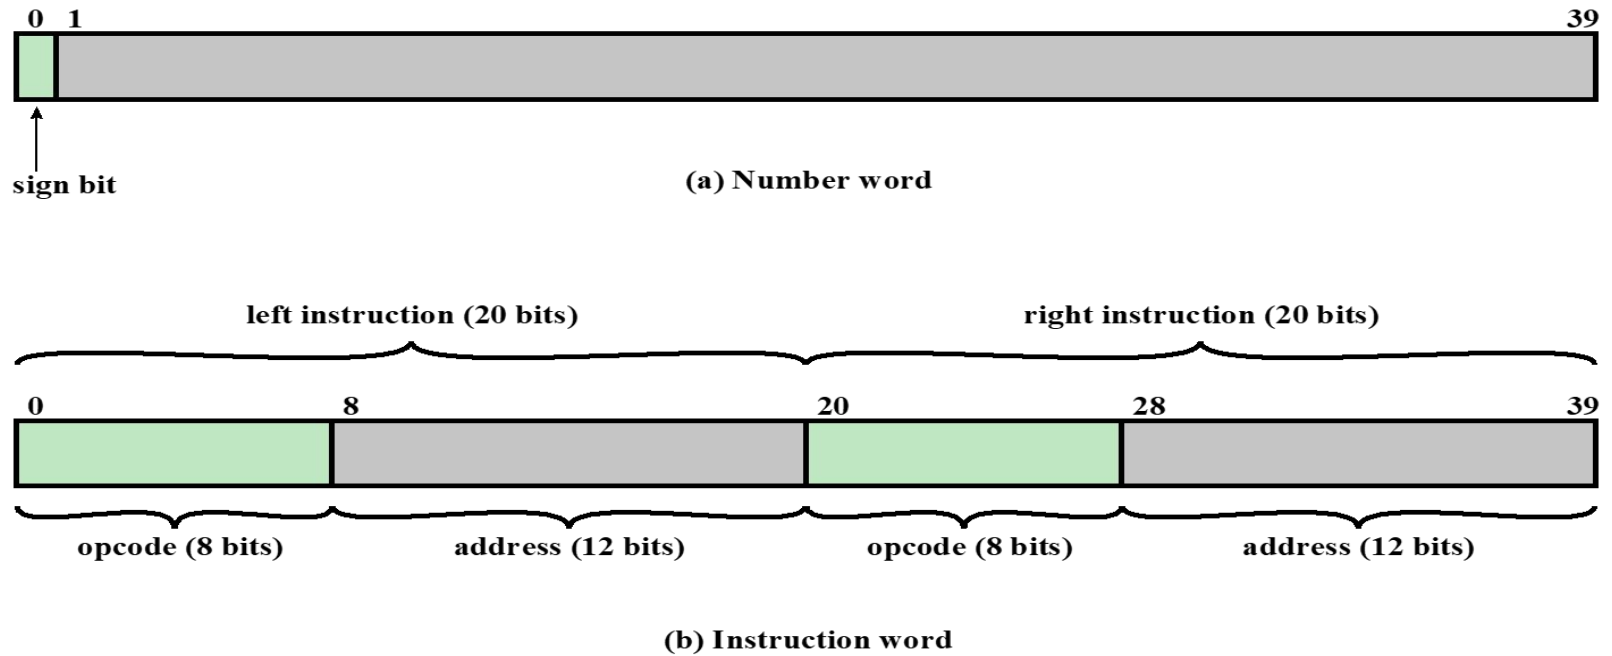 0 1 39
sign bit
(a) Number word
left instruction (20 bits) right instruction (20 bits)
0 8 20 28 39
opcode (8 bits) address (12 bits) opcode (8 bits) address (12 bits)
(b) Instruction word